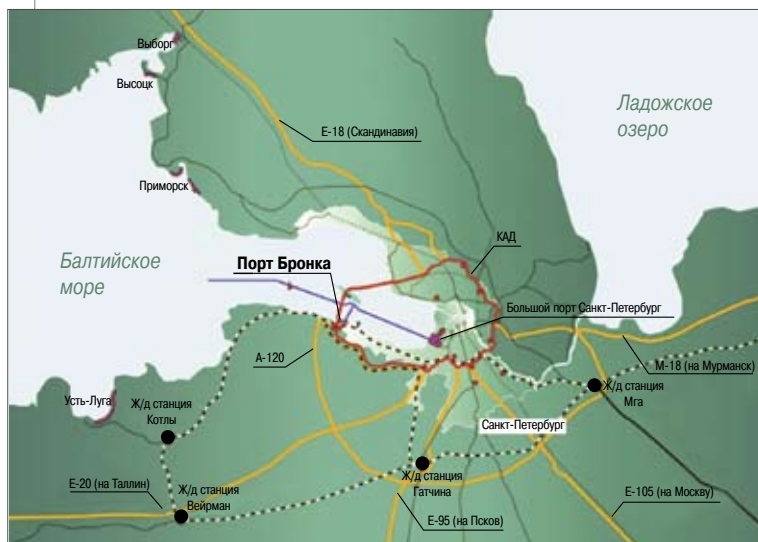 Выборг
Высоцк
Ладожское
озеро
E-18 (Скандинавия)
Приморск
КАД
Балтийское
море
Порт Бронка
Большой порт Санкт-Петербург
А-120
М-18 (на Мурманск)
Усть-Луга
Ж/д станция
Котлы
Ж/д станция
Мга
Санкт-Петербург
Е-20 (на Таллин)
Ж/д станция
Вейрман
Ж/д станция
Гатчина
Е-95 (на Псков)
Е-105 (на Москву)